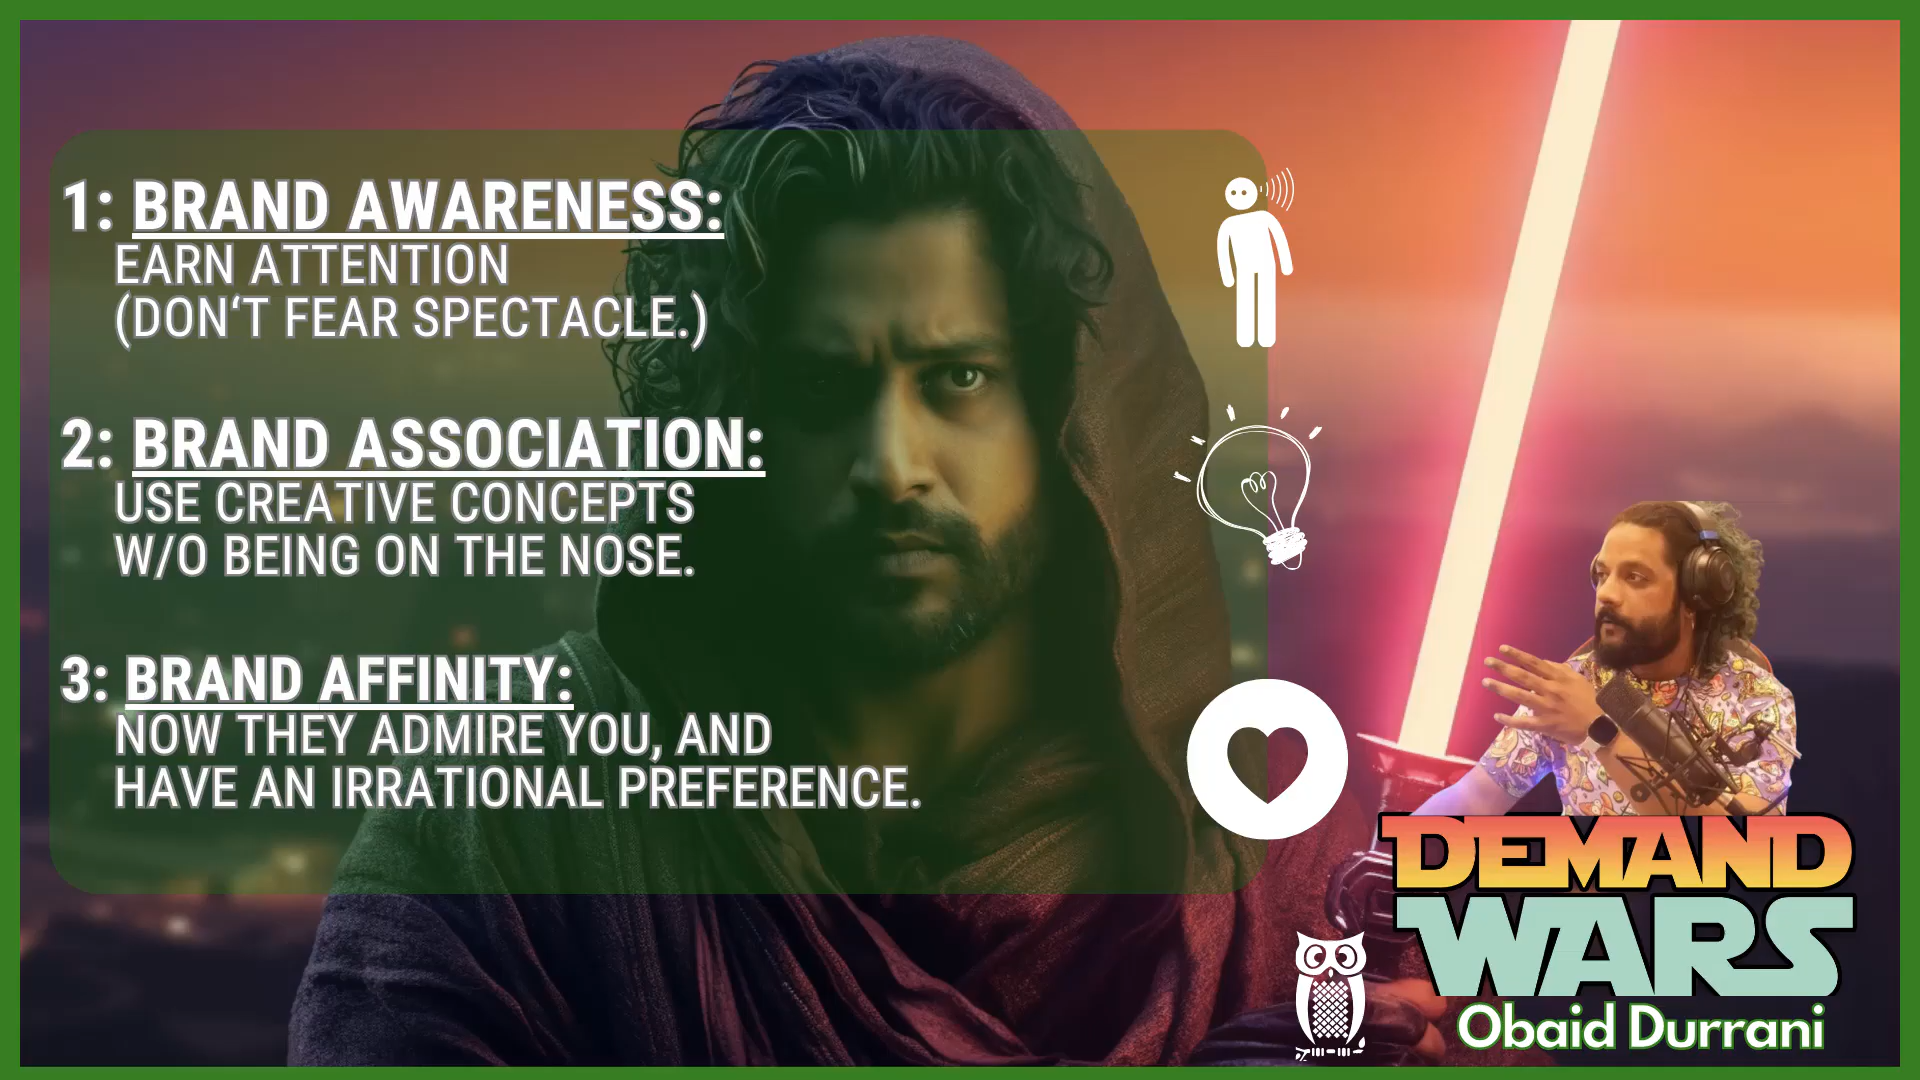 1: BRAND AWARENESS:
EARN ATTENTION
(DON‘T FEAR SPECTACLE.)
2: BRAND ASSOCIATION:
USE CREATIVE CONCEPTS
W/O BEING ON THE NOSE.
3: BRAND AFFINITY:
NOW THEY ADMIRE YOU, AND
HAVE AN IRRATIONAL PREFERENCE.
DEMAND
WARS
Obaid Durrani